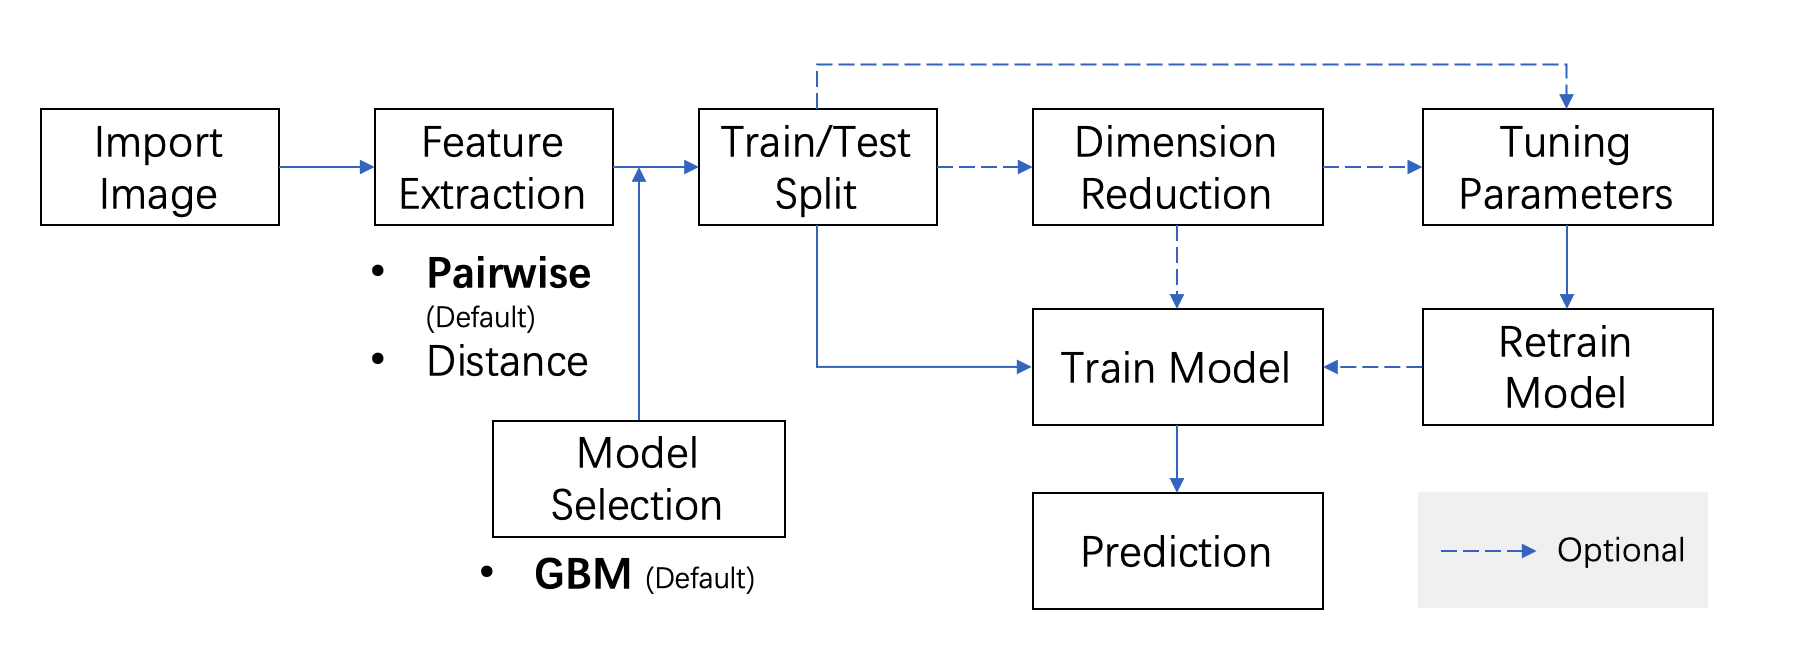 Import
Image
Feature
Extraction
• Pairwise
(Default)
• Distance
Model
Selection
• GBM (Default)
Train/Test
Split
Dimension
Reduction
Tuning
Parameters
Train Model
Retrain
Model
Prediction
Optional